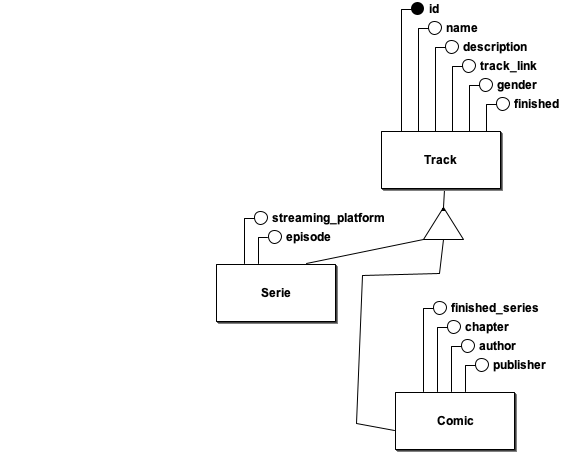 id
name
description
track_link
gender
finished
Track
streaming_platform
episode
Serie
finished_series
chapter
author
publisher
Comic